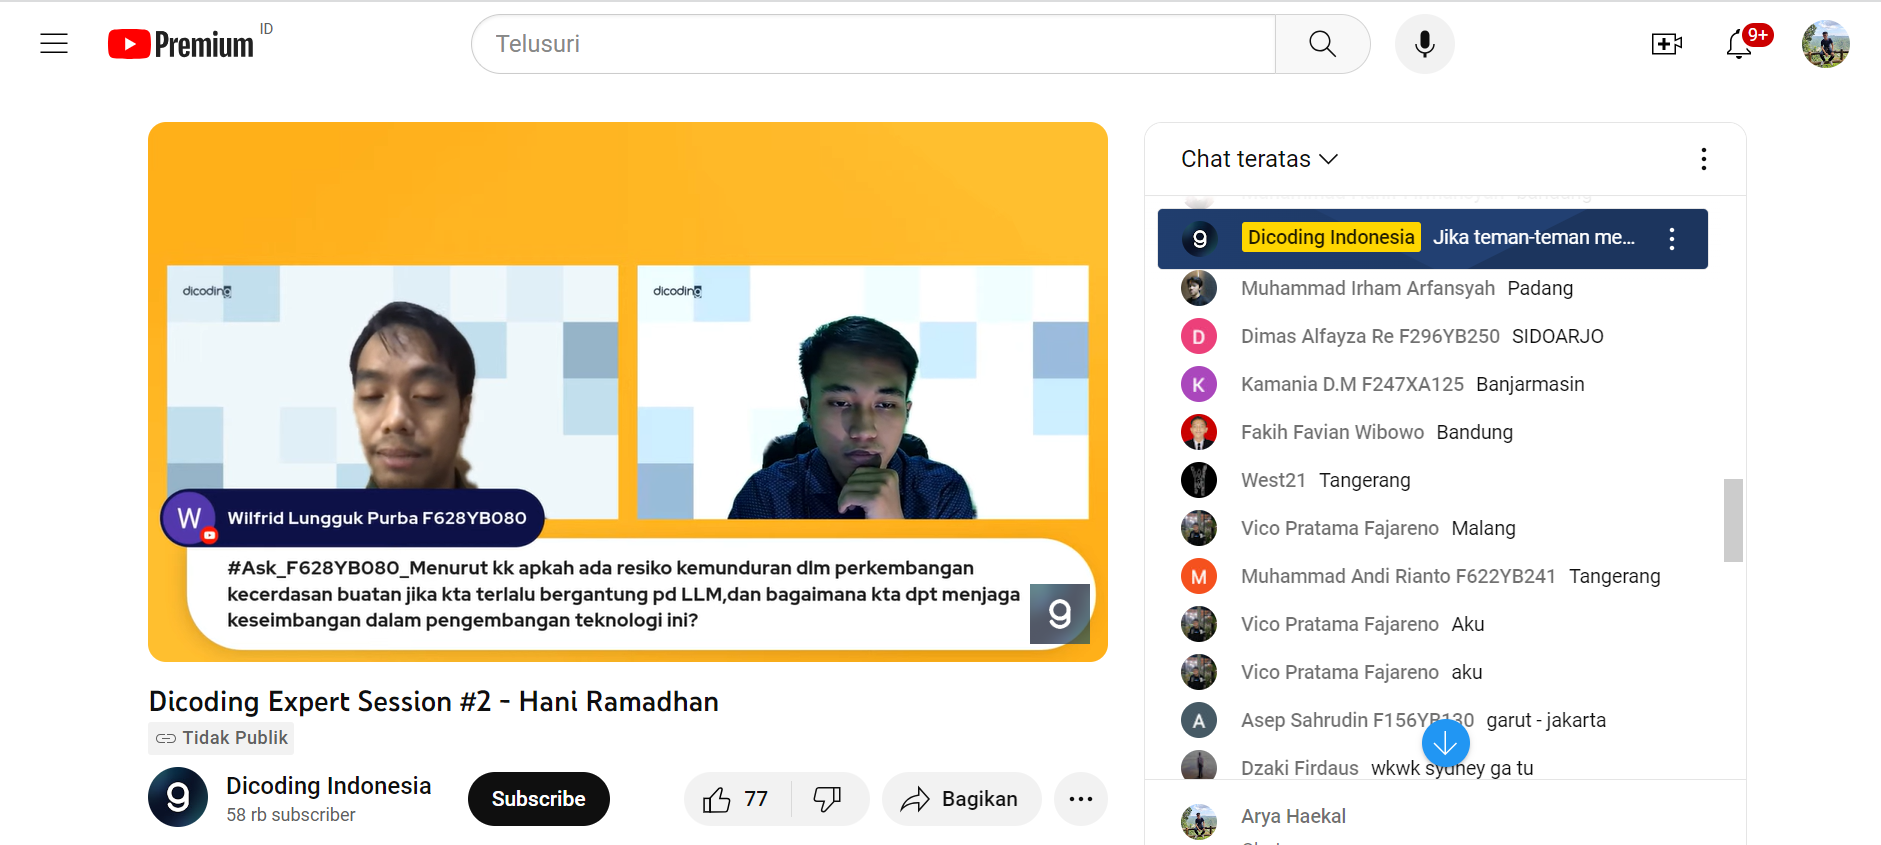 Premium ID
Telusuri
9+
dicoding
dicoding
W
Wilfrid Lungguk Purba F628YB080
#Ask_F628YB080_Menurut kk apkah ada resiko kemunduran dlm perkembangan
kecerdasan buatan jika kta terlalu bergantung pd LLM,dan bagaimana kta dpt menjaga
keseimbangan dalam pengembangan teknologi ini?
Dicoding Expert Session #2 - Hani Ramadhan
Tidak Publik
Dicoding Indonesia
58 rb subscriber
Subscribe
77
Bagikan
Chat teratas
Dicoding Indonesia Jika teman-teman me...
Muhammad Irham Arfansyah Padang
D Dimas Alfayza Re F296YB250 SIDOARJO
K Kamania D.M F247XA125 Banjarmasin
Fakih Favian Wibowo Bandung
West21 Tangerang
Vico Pratama Fajareno Malang
M Muhammad Andi Rianto F622YB241 Tangerang
Vico Pratama Fajareno Aku
Vico Pratama Fajareno aku
A Asep Sahrudin F156YB130 garut - jakarta
Dzaki Firdaus wkwk sydney ga tu
Arya Haekal